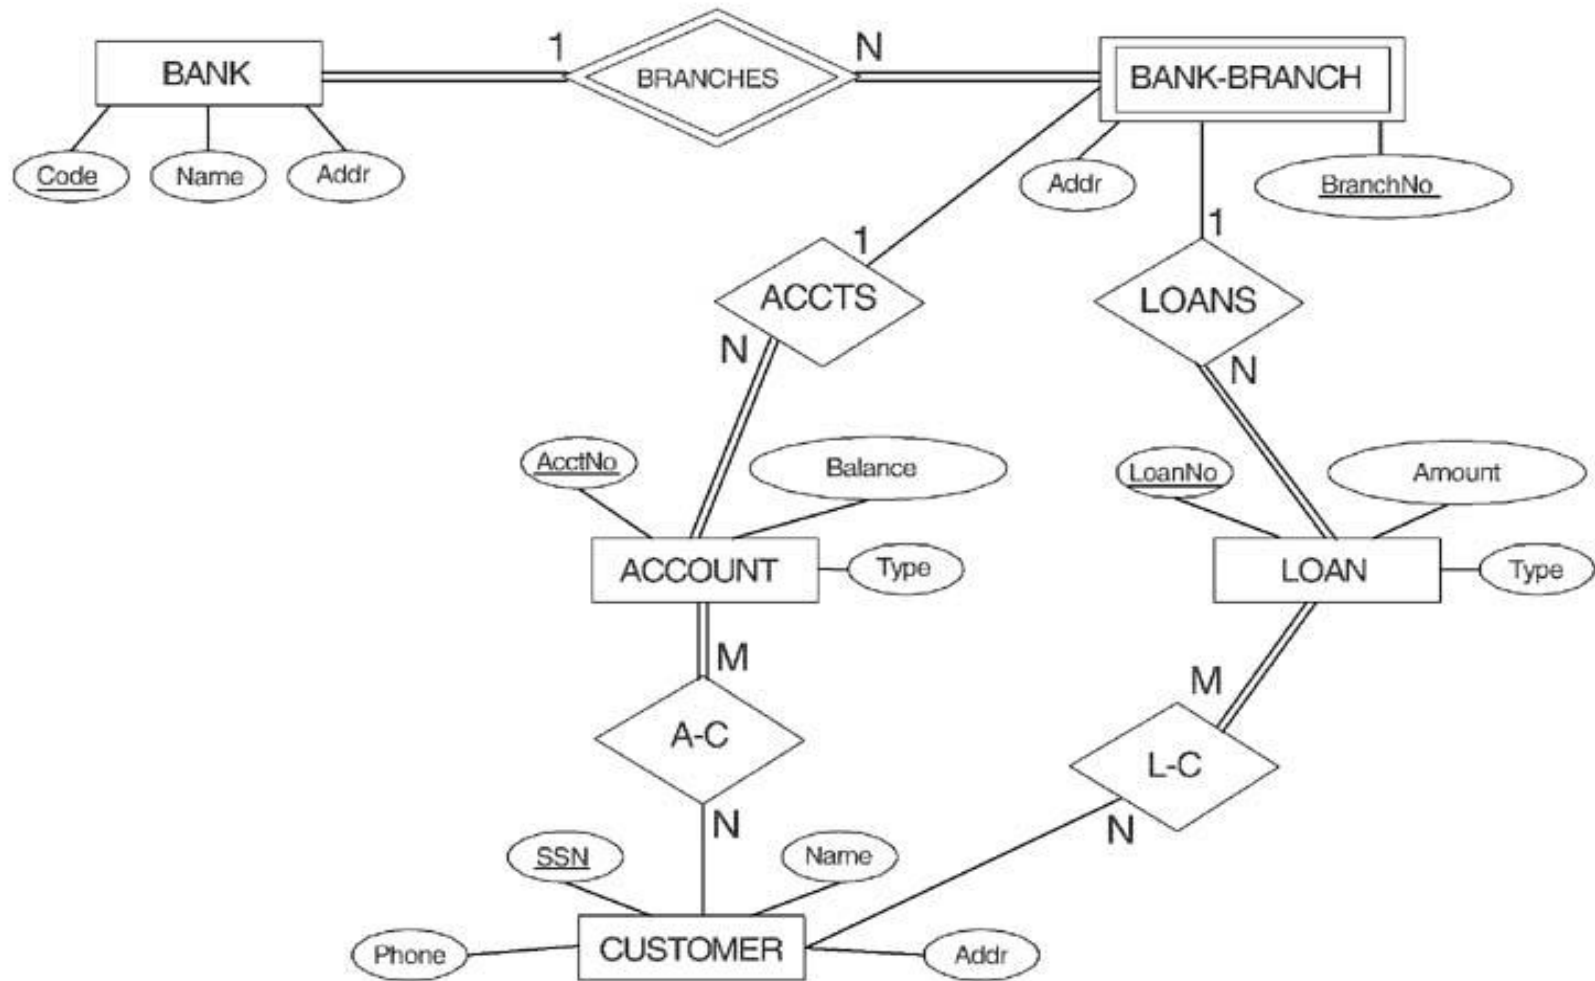 1
N
BANK
BRANCHES
BANK-BRANCH
Code
Name
Addr
Addr
BranchNo
1
1
ACCTS
LOANS
N
N
AcctNo
Balance
LoanNo
Amount
ACCOUNT
Type
LOAN
Type
M
M
A-C
L-C
N
N
SSN
Name
Phone
CUSTOMER
Addr